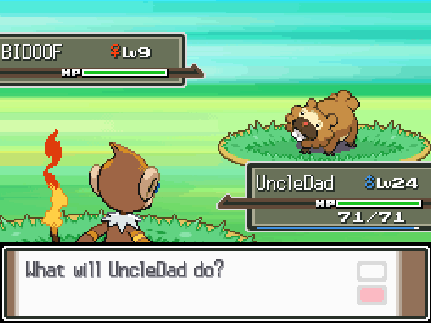 BIDOOF ♀Lv9
HP
UncleDad ♂Lv24
HP
71/71
What will UncleDad do?